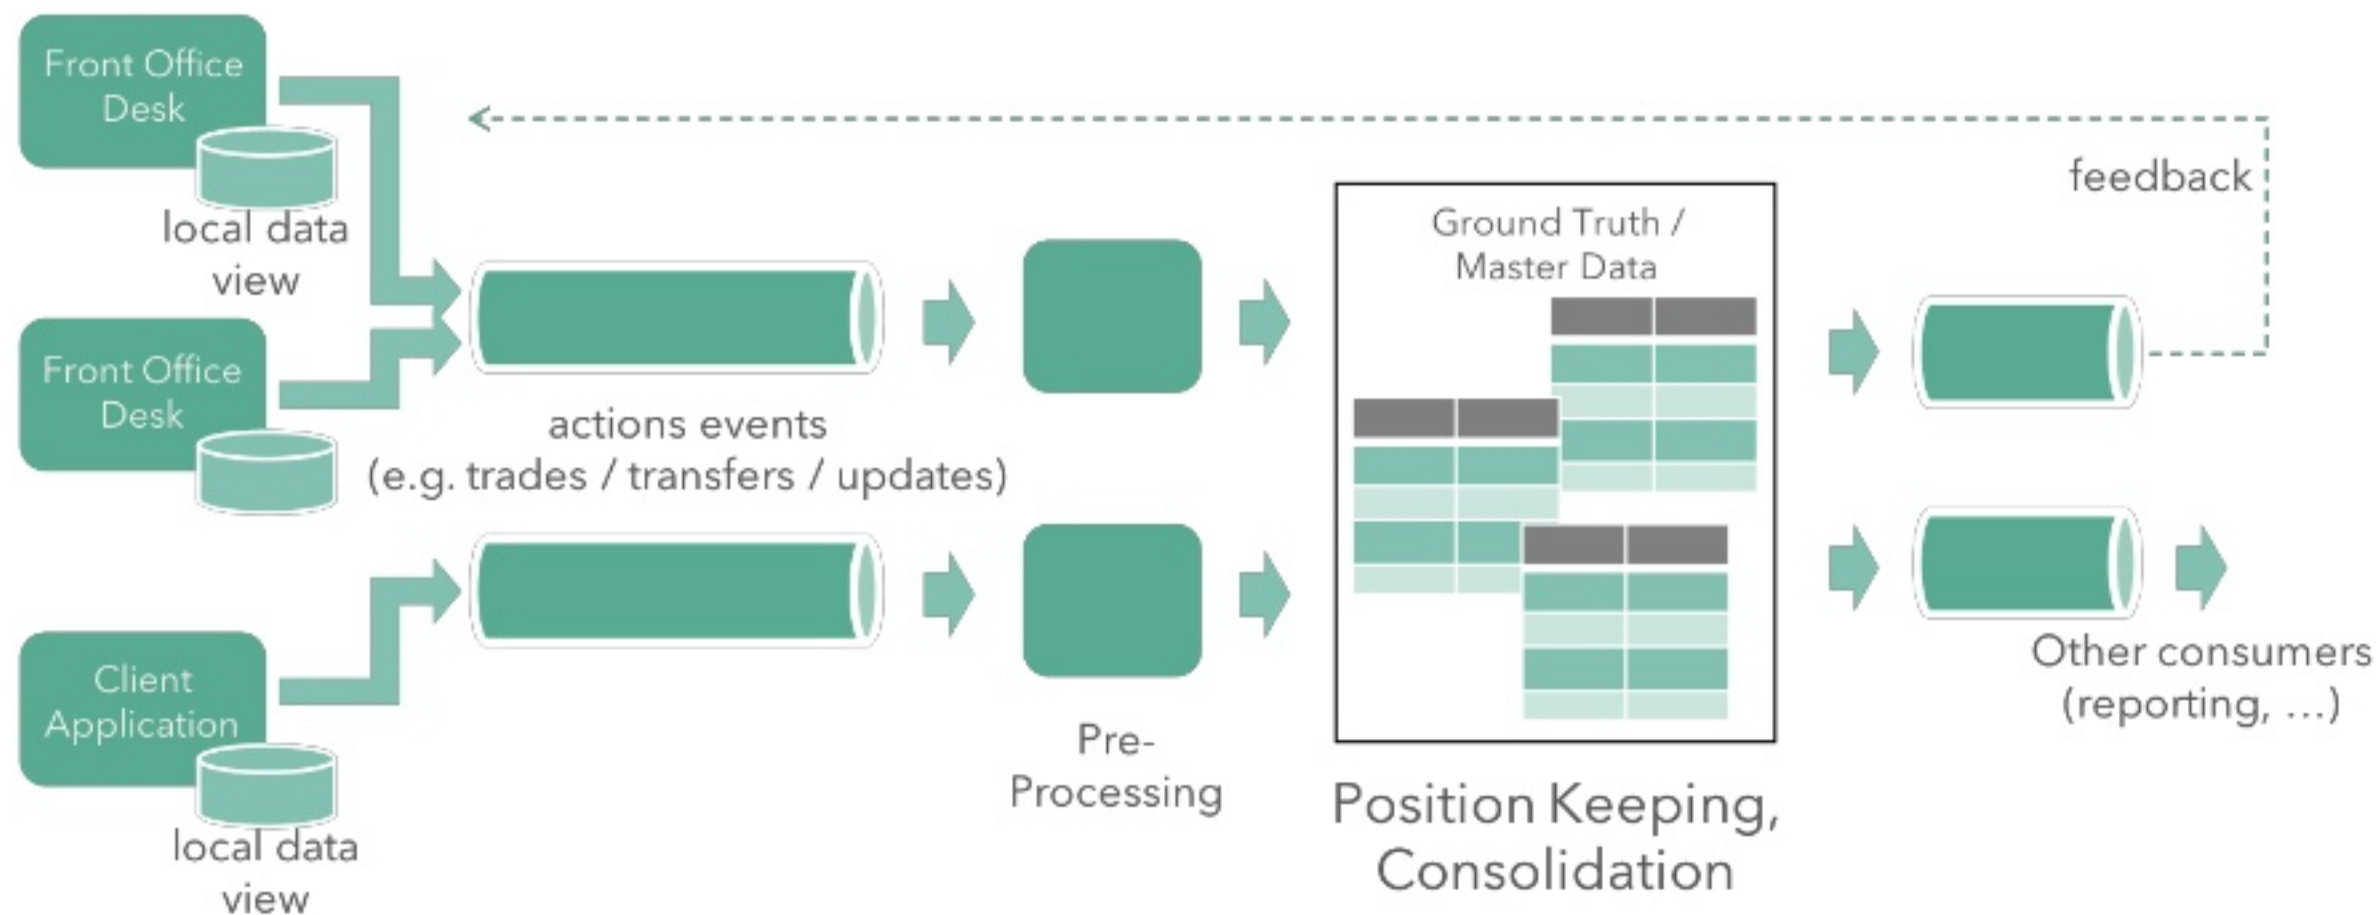 Front Office
Desk
local data
view
Front Office
Desk
Client
Application
local data
view
actions events
(e.g. trades / transfers / updates)
Pre-
Processing
Ground Truth /
Master Data
Position Keeping,
Consolidation
feedback
Other consumers
(reporting, ...)